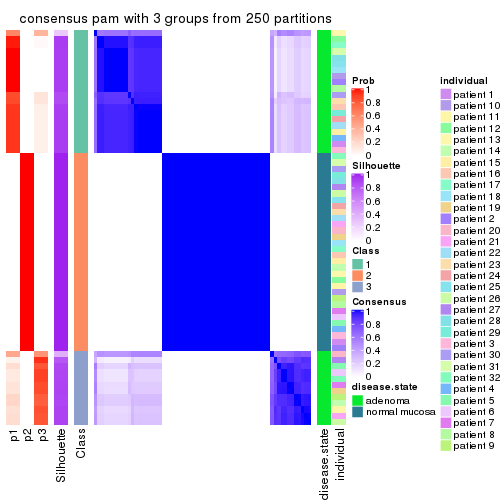 consensus pam with 3 groups from 250 partitions
p1
p2
p3
Silhouette
Class
disease.state
individual
Prob
1
0.8
0.6
0.4
0.2
0
Silhouette
1
0.8
0.6
0.4
0.2
0
Class
1
2
3
Consensus
1
0.8
0.6
0.4
0.2
0
disease.state
adenoma
normal mucosa
individual
patient 1
patient 10
patient 11
patient 12
patient 13
patient 14
patient 15
patient 16
patient 17
patient 18
patient 19
patient 2
patient 20
patient 21
patient 22
patient 23
patient 24
patient 25
patient 26
patient 27
patient 28
patient 29
patient 3
patient 30
patient 31
patient 32
patient 4
patient 5
patient 6
patient 7
patient 8
patient 9